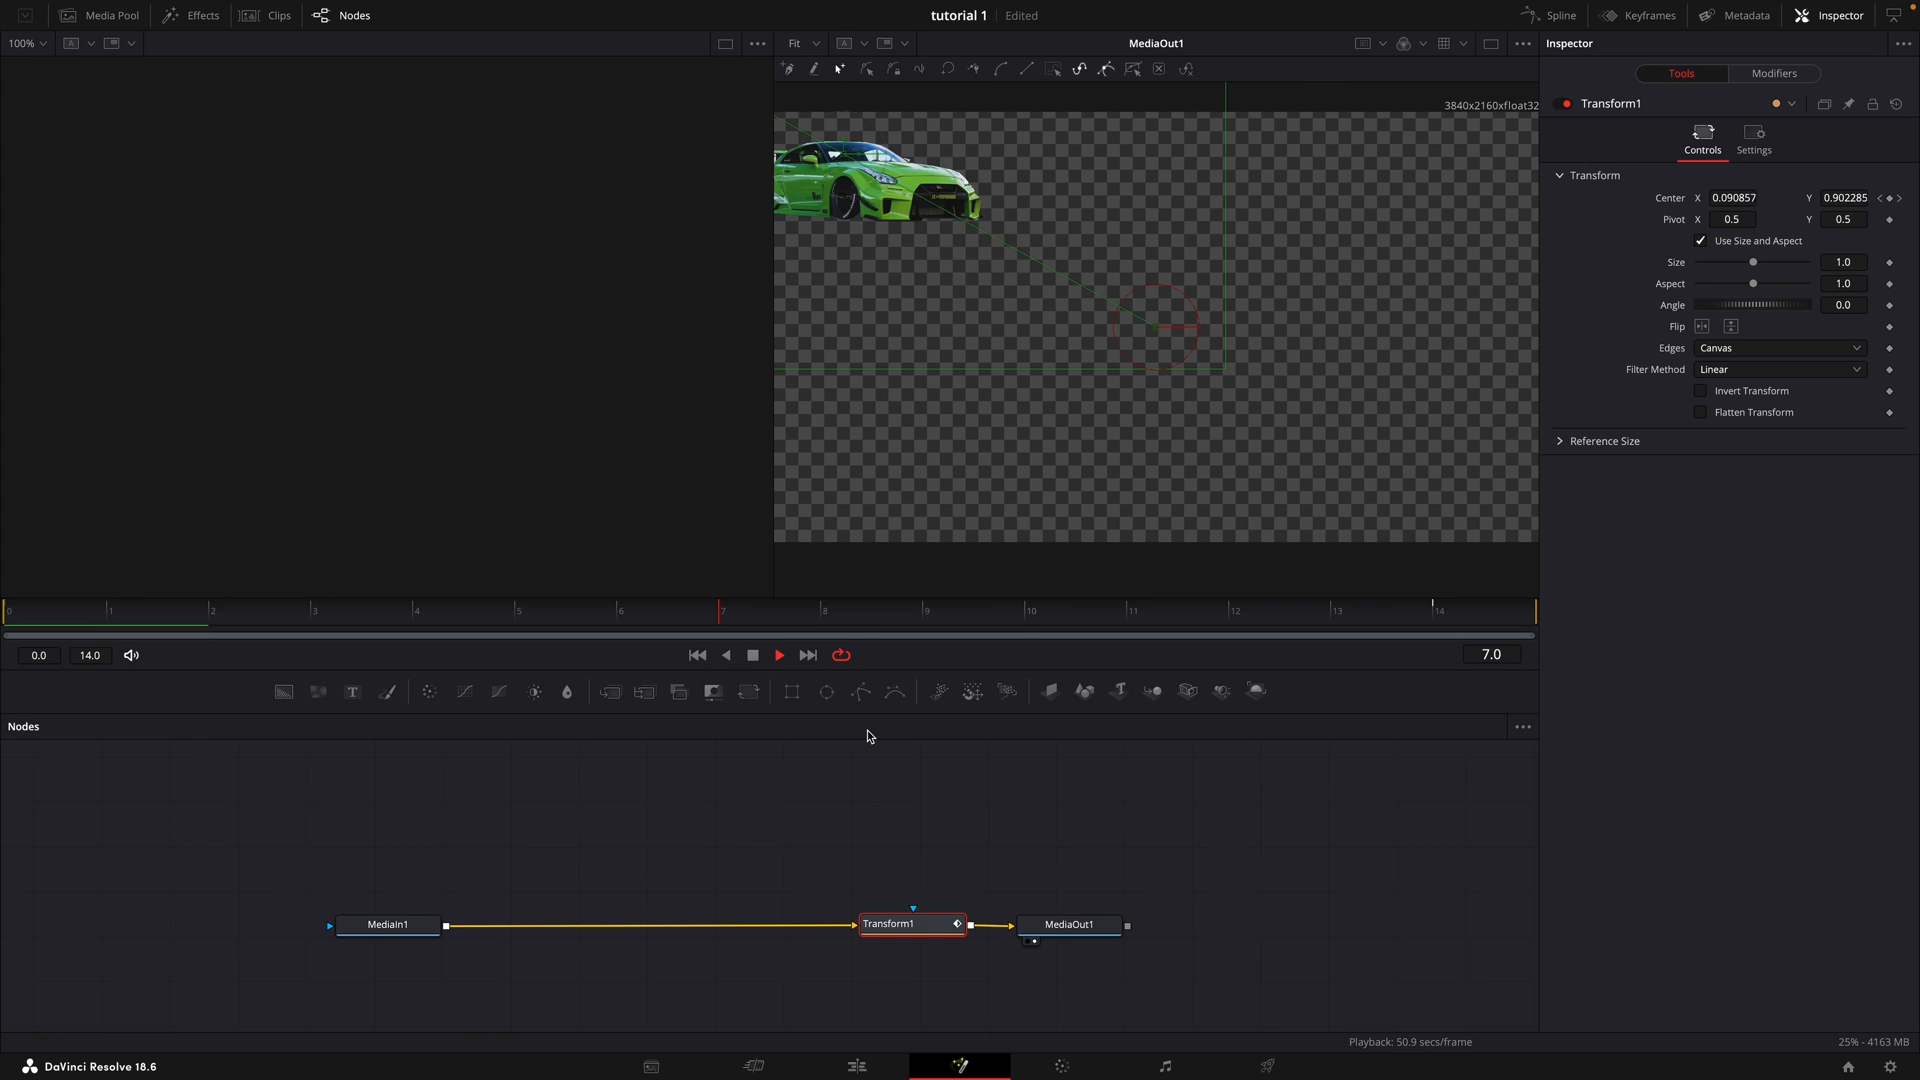 Media Pool Effects Clips Nodes tutorial 1 Edited Spline Keyframes Metadata Inspector
100% Fit MediaOut1 Inspector
Tools Modifiers
3840x2160xfloat32
Transform1
Controls Settings
Transform
Center X 0.090857 Y 0.902285
Pivot X 0.5 Y 0.5
Use Size and Aspect
Size 1.0
Aspect 1.0
Angle 0.0
Flip
Edges Canvas
Filter Method Linear
Invert Transform
Flatten Transform
Reference Size
0 1 2 3 4 5 6 7 8 9 10 11 12 13 14
0.0 14.0 7.0
Nodes
MediaIn1 Transform1 MediaOut1
Playback: 50.9 secs/frame 25% - 4163 MB
DaVinci Resolve 18.6